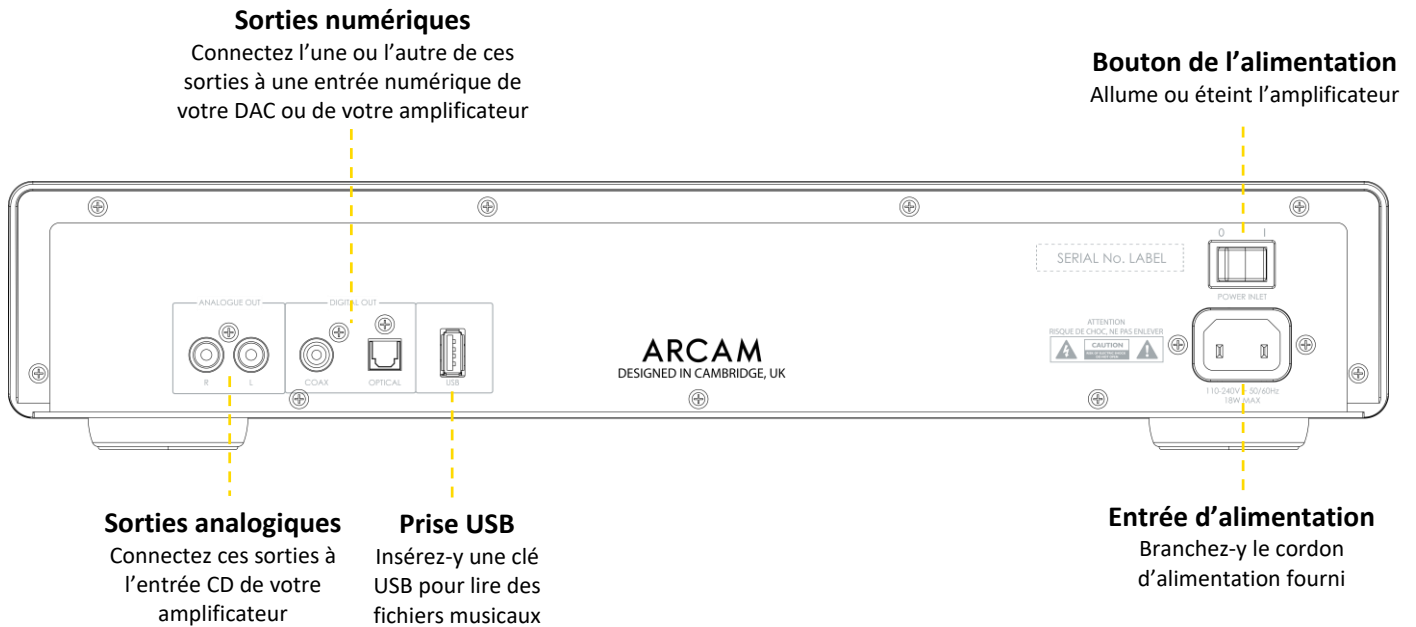 Sorties numériques
Connectez l’une ou l’autre de ces
sorties à une entrée numérique de
votre DAC ou de votre amplificateur
Bouton de l’alimentation
Allume ou éteint l’amplificateur
0 I
SERIAL No. LABEL
POWER INLET
ANALOGUE OUT
DIGITAL OUT
R
L
COAX
OPTICAL
USB
ARCAM
DESIGNED IN CAMBRIDGE, UK
ATTENTION
RISQUE DE CHOC, NE PAS ENLEVER
CAUTION
110-240V 50/60Hz
18W MAX
Sorties analogiques
Connectez ces sorties à
l’entrée CD de votre
amplificateur
Prise USB
Insérez-y une clé
USB pour lire des
fichiers musicaux
Entrée d’alimentation
Branchez-y le cordon
d’alimentation fourni